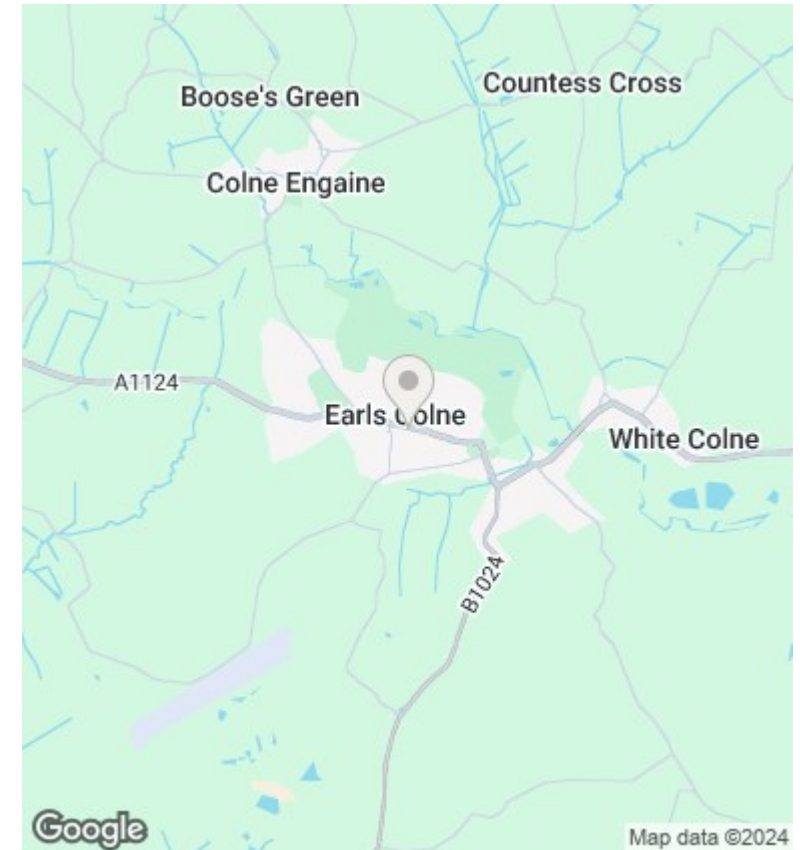 Countess Cross
Boose's Green
Colne Engaine
A1124
Earls Colne
White Colne
B1024
Google
Map data ©2024